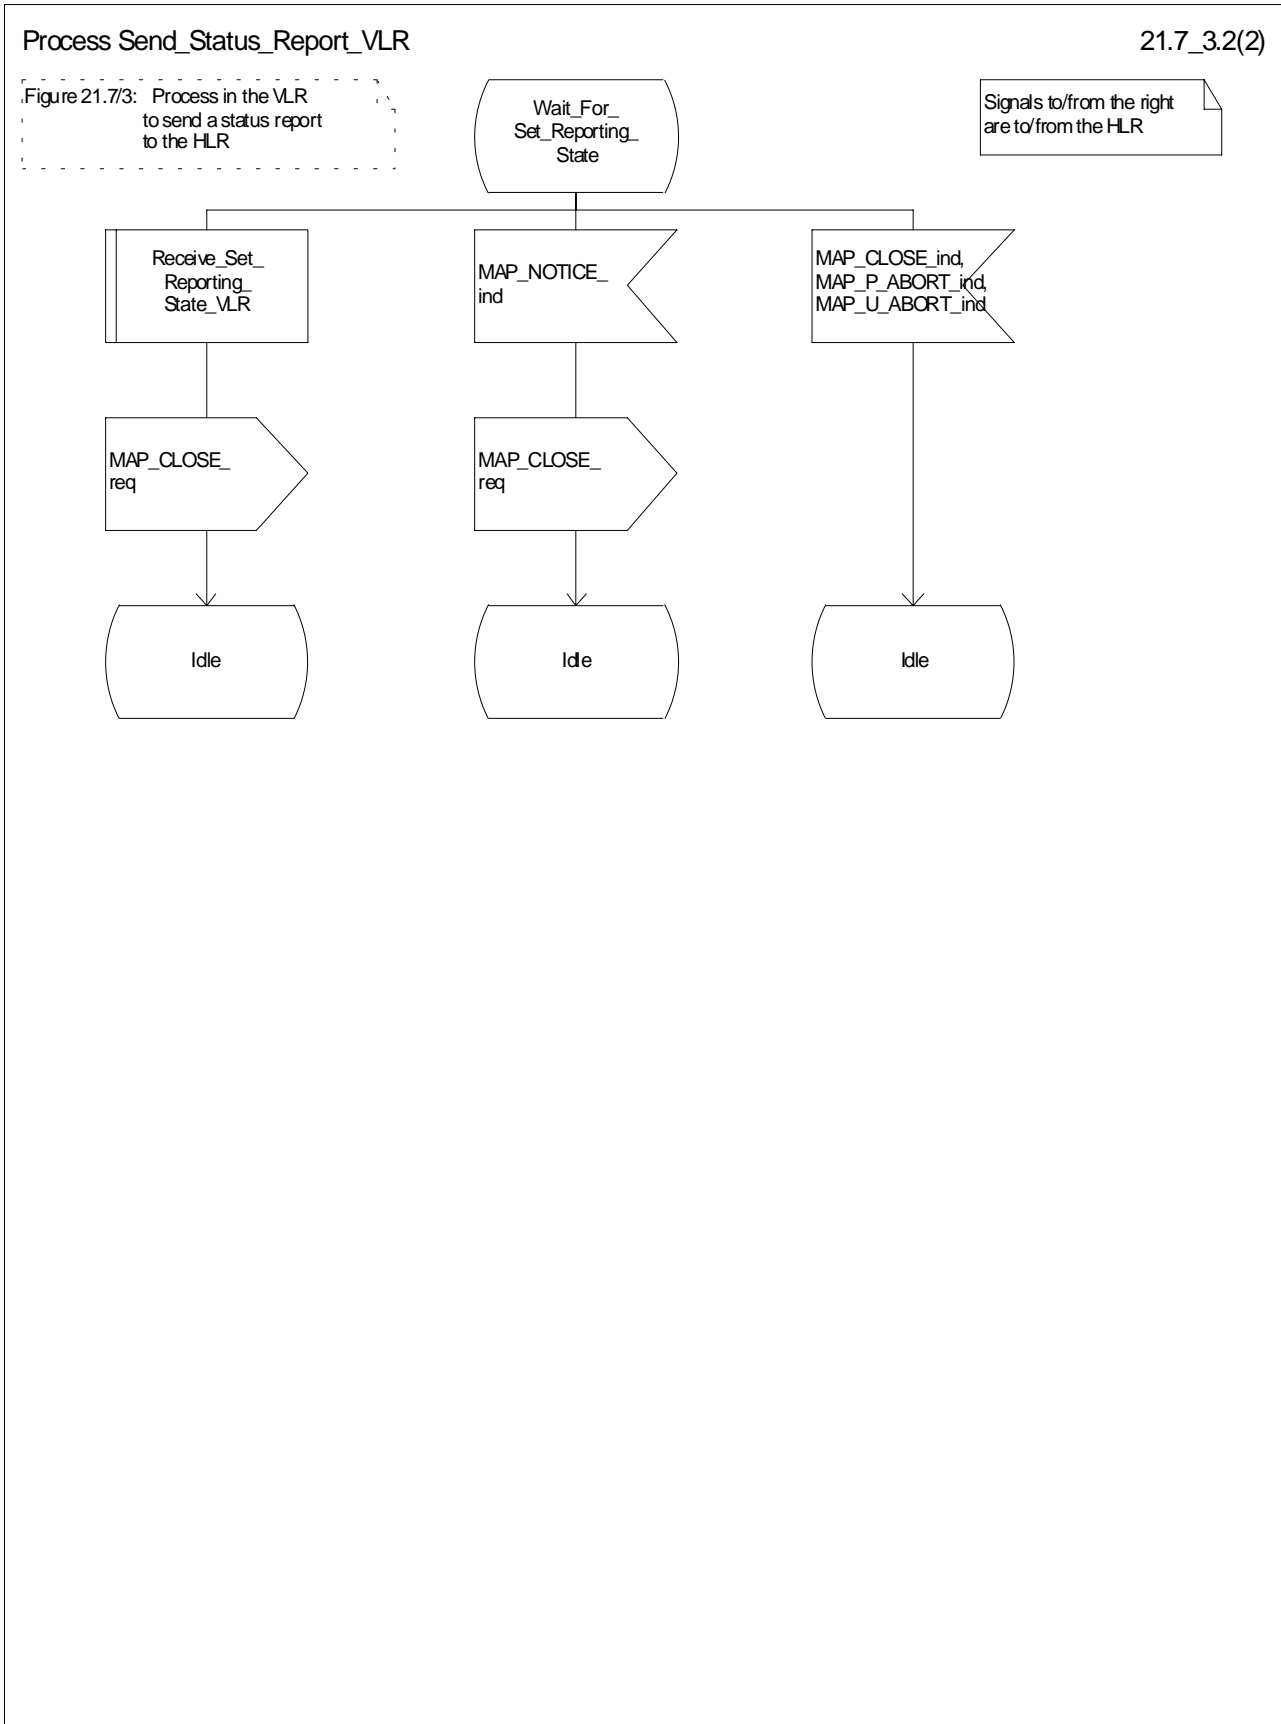 Process Send_Status_Report_VLR
21.7_3.2(2)
Figure 21.7/3: Process in the VLR
to send a status report
to the HLR
Wait_For_
Set_Reporting_
State
Signals to/from the right
are to/from the HLR
Receive_Set_
Reporting_
State_VLR
MAP_NOTICE_
ind
MAP_CLOSE_ind,
MAP_P_ABORT_ind,
MAP_U_ABORT_ind
MAP_CLOSE_
req
MAP_CLOSE_
req
Idle
Idle
Idle